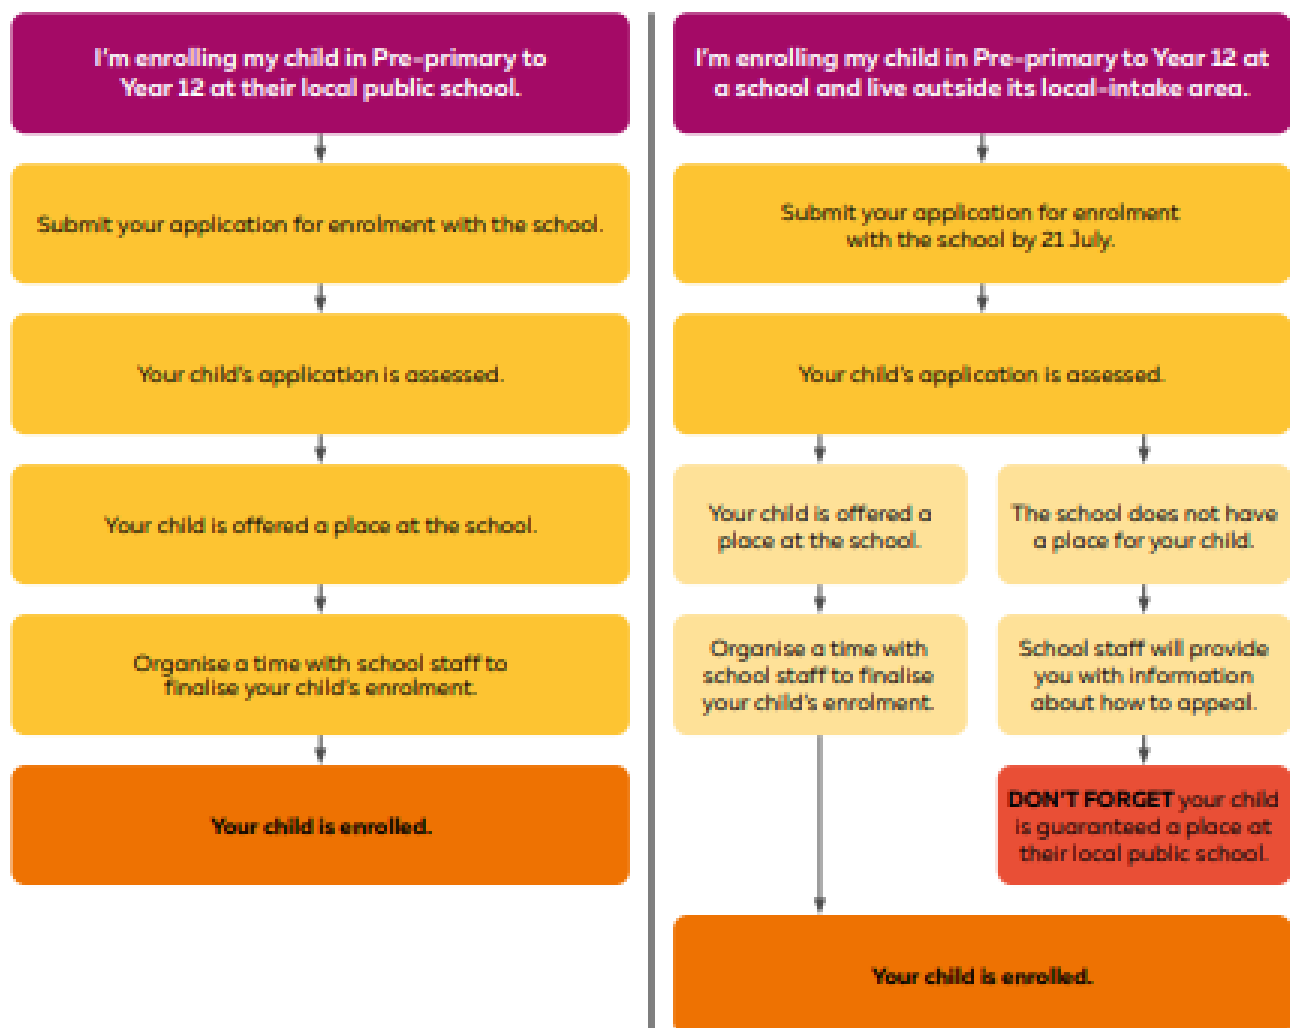 I'm enrolling my child in Pre-primary to
Year 12 at their local public school.
Submit your application for enrolment with the school.
Your child's application is assessed.
Your child is offered a place at the school.
Organise a time with school staff to
finalise your child's enrolment.
Your child is enrolled.
I'm enrolling my child in Pre-primary to Year 12 at
a school and live outside its local-intake area.
Submit your application for enrolment
with the school by 21 July.
Your child's application is assessed.
Your child is offered a
place at the school.
Organise a time with
school staff to finalise
your child's enrolment.
The school does not have
a place for your child.
School staff will provide
you with information
about how to appeal.
DON'T FORGET your child
is guaranteed a place at
their local public school.
Your child is enrolled.